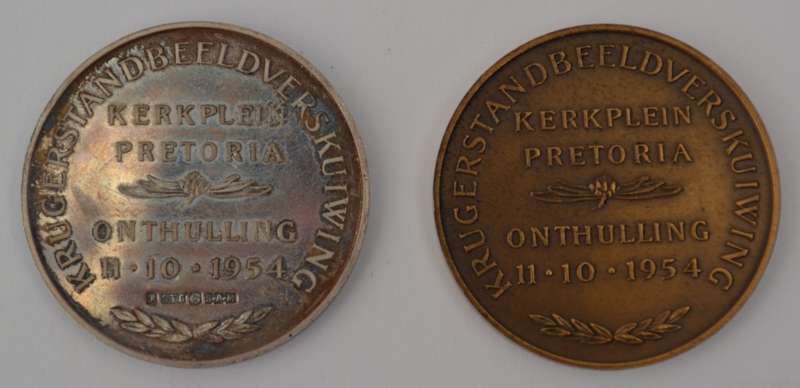 KRUGERSTANDBEELDVERSKUIWING
KERKPLEIN
PRETORIA
ONTHULLING
11·10·1954
KRUGERSTANDBEELDVERSKUIWING
KERKPLEIN
PRETORIA
ONTHULLING
11·10·1954